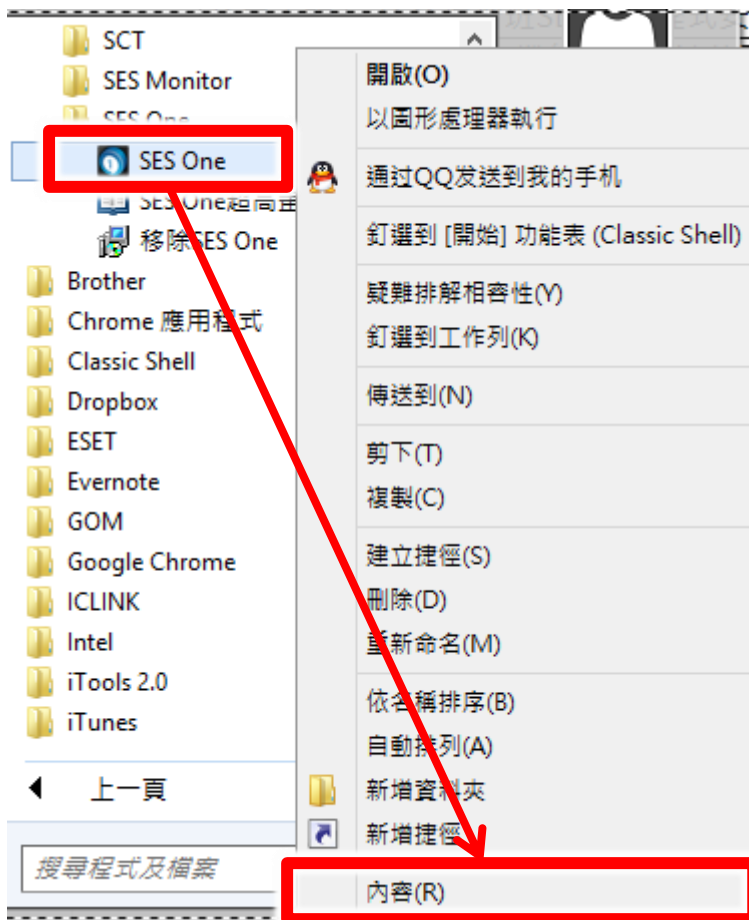 SCT
SES Monitor
SES One
SES One
SES One超高
移除SES One
Brother
Chrome 應用程式
Classic Shell
Dropbox
ESET
Evernote
GOM
Google Chrome
ICLINK
Intel
iTools 2.0
iTunes
上一頁
搜尋程式及檔案
開啟(O)
以圖形處理器執行
通过QQ发送到我的手机
釘選到 [開始] 功能表 (Classic Shell)
疑難排解相容性(Y)
釘選到工作列(K)
傳送到(N)
剪下(T)
複製(C)
建立捷徑(S)
刪除(D)
重新命名(M)
依名稱排序(B)
自動排列(A)
新增資料夾
新增捷徑
內容(R)